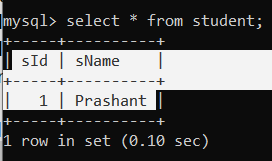 mysql> select * from student;
+-----+----------+
| sId | sName    |
+-----+----------+
|   1 | Prashant |
+-----+----------+
1 row in set (0.10 sec)